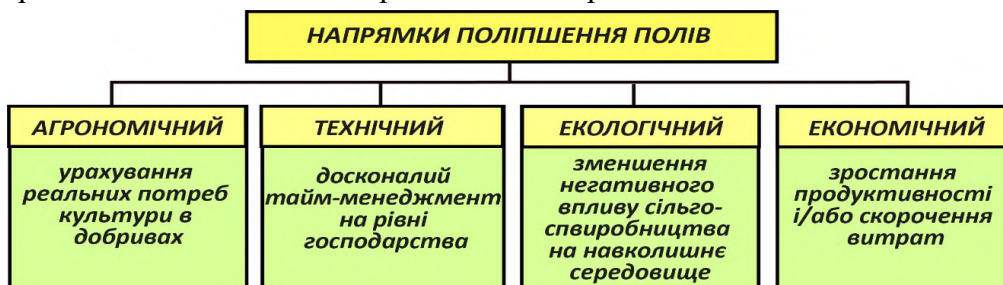 НАПРЯМКИ ПОЛІПШЕННЯ ПОЛІВ
АГРОНОМІЧНИЙ
урахування
реальних потреб
культури в
добривах
ТЕХНІЧНИЙ
досконалий
тайм-менеджмент
на рівні
господарства
ЕКОЛОГІЧНИЙ
зменшення
негативного
впливу сільго-
спвиробництва
на навколишнє
середовище
ЕКОНОМІЧНИЙ
зростання
продуктивності
і/або скорочення
витрат